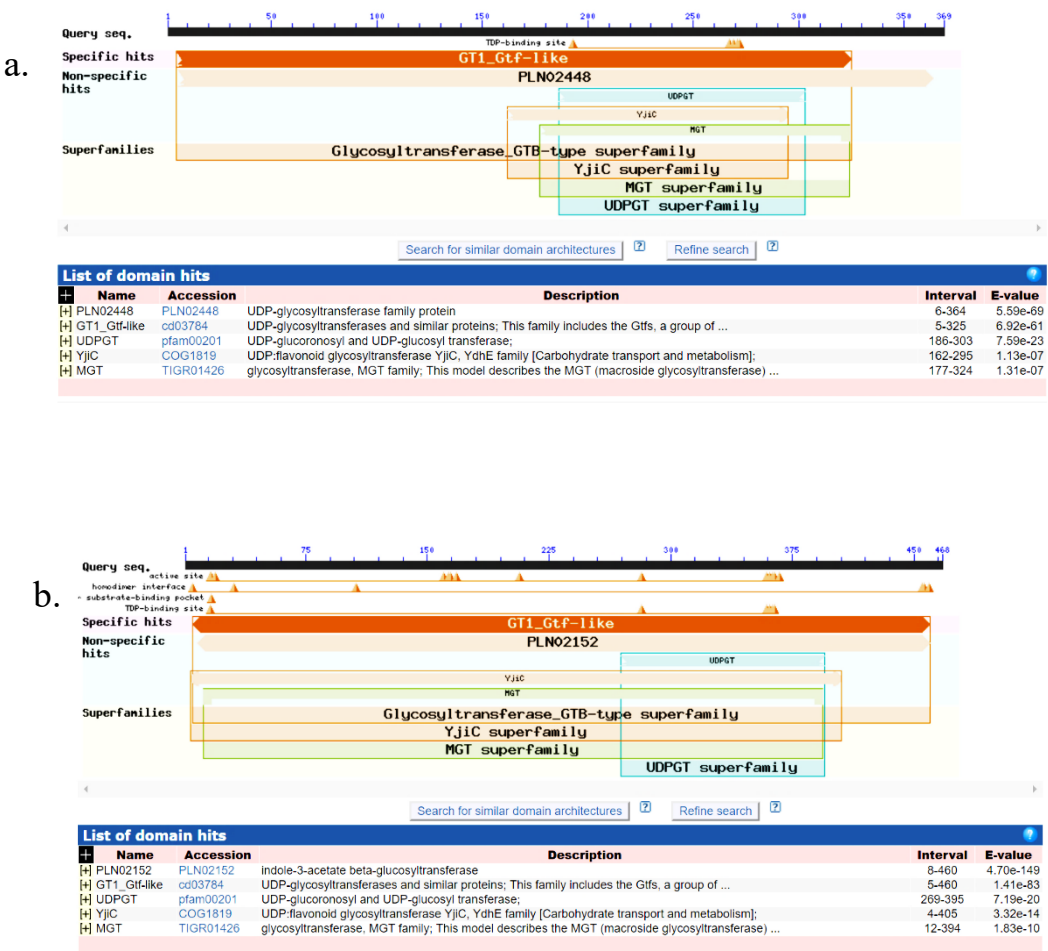 1 50 100 150 200 250 300 350 369
Query seq.
TDP-binding site
a.
Specific hits
GT1_Gtf-like
Non-specific
hits
PLN02448
UDPGT
YjiC
MGT
Superfamilies
Glycosyltransferase_GTB-type superfamily
YjiC superfamily
MGT superfamily
UDPGT superfamily
Search for similar domain architectures ? Refine search ?
List of domain hits ?
+ Name Accession Description Interval E-value
[+] PLN02448 PLN02448 UDP-glycosyltransferase family protein 6-364 5.59e-69
[+] GT1_Gtf-like cd03784 UDP-glycosyltransferases and similar proteins; This family includes the Gtfs, a group of ... 5-325 6.92e-61
[+] UDPGT pfam00201 UDP-glucoronosyl and UDP-glucosyl transferase; 186-303 7.59e-23
[+] YjiC COG1819 UDP:flavonoid glycosyltransferase YjiC, YdhE family [Carbohydrate transport and metabolism]; 162-295 1.13e-07
[+] MGT TIGR01426 glycosyltransferase, MGT family; This model describes the MGT (macroside glycosyltransferase) ... 177-324 1.31e-07
1 75 150 225 300 375 450 468
Query seq.
active site
homodimer interface
b.
substrate-binding pocket
TDP-binding site
Specific hits
GT1_Gtf-like
Non-specific
hits
PLN02152
UDPGT
YjiC
MGT
Superfamilies
Glycosyltransferase_GTB-type superfamily
YjiC superfamily
MGT superfamily
UDPGT superfamily
Search for similar domain architectures ? Refine search ?
List of domain hits ?
+ Name Accession Description Interval E-value
[+] PLN02152 PLN02152 indole-3-acetate beta-glucosyltransferase 8-460 4.70e-149
[+] GT1_Gtf-like cd03784 UDP-glycosyltransferases and similar proteins; This family includes the Gtfs, a group of ... 5-460 1.41e-83
[+] UDPGT pfam00201 UDP-glucoronosyl and UDP-glucosyl transferase; 269-395 7.19e-20
[+] YjiC COG1819 UDP:flavonoid glycosyltransferase YjiC, YdhE family [Carbohydrate transport and metabolism]; 4-405 3.32e-14
[+] MGT TIGR01426 glycosyltransferase, MGT family; This model describes the MGT (macroside glycosyltransferase) ... 12-394 1.83e-10